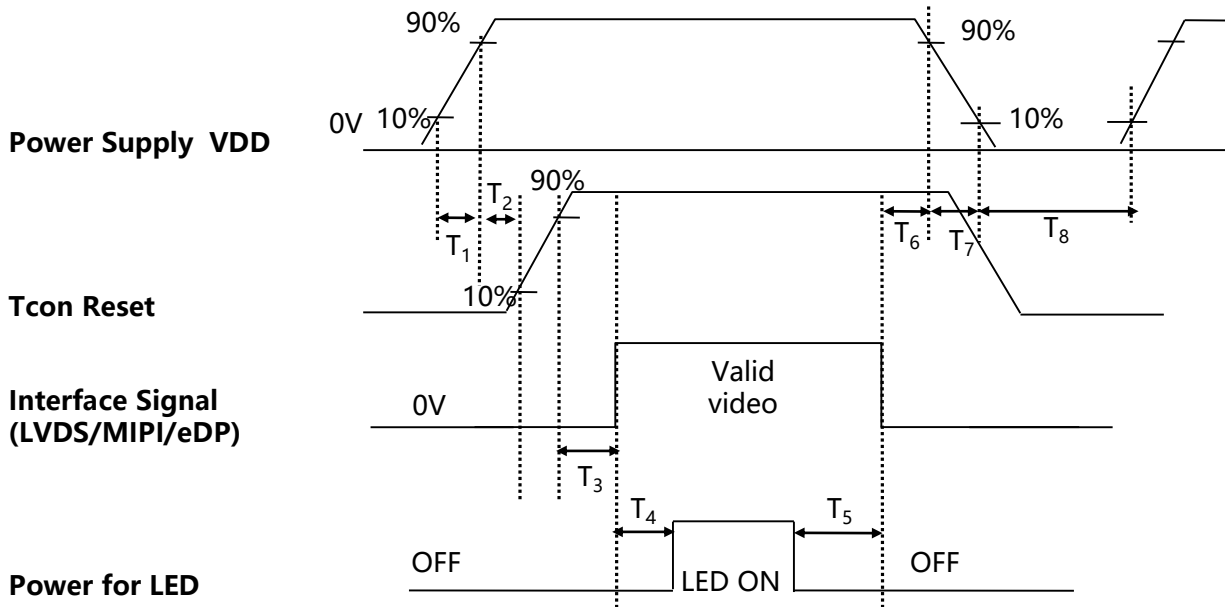 90%
90%
0V
10%
10%
Power Supply  VDD
90%
T2
T1
T6
T7
T8
10%
Tcon Reset
Valid
video
Interface Signal
(LVDS/MIPI/eDP)
0V
T3
T4
T5
OFF
OFF
Power for LED
LED ON